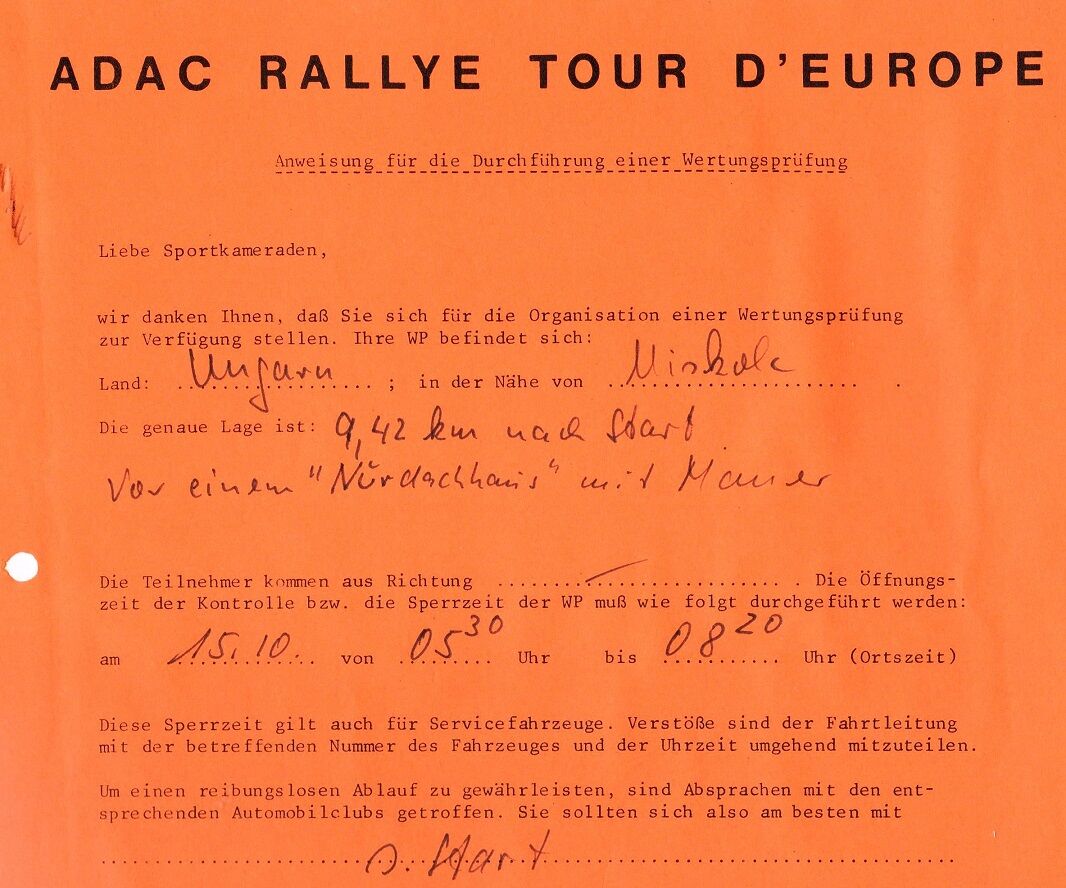 ADAC RALLYE TOUR D'EUROPE
Anweisung für die Durchführung einer Wertungsprüfung
Liebe Sportkameraden,
wir danken Ihnen, daß Sie sich für die Organisation einer Wertungsprüfung
zur Verfügung stellen. Ihre WP befindet sich:
Land: Ungarn ; in der Nähe von Miskolc .
Die genaue Lage ist: 9,42 km nach Start
Vor einem "Nurdachhaus" mit Mauer
Die Teilnehmer kommen aus Richtung .......... – .......... . Die Öffnungs-
zeit der Kontrolle bzw. die Sperrzeit der WP muß wie folgt durchgeführt werden:
am 15.10. von 05 30 Uhr bis 08 20 Uhr (Ortszeit)
Diese Sperrzeit gilt auch für Servicefahrzeuge. Verstöße sind der Fahrtleitung
mit der betreffenden Nummer des Fahrzeuges und der Uhrzeit umgehend mitzuteilen.
Um einen reibungslosen Ablauf zu gewährleisten, sind Absprachen mit den ent-
sprechenden Automobilclubs getroffen. Sie sollten sich also am besten mit
s. Start